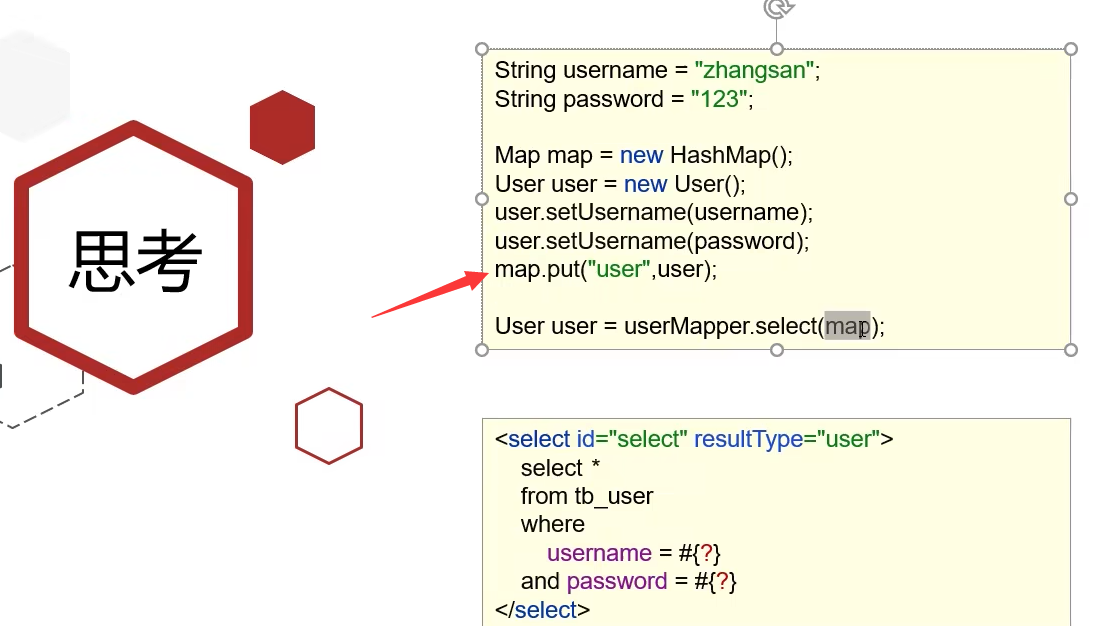 思考
String username = "zhangsan";
String password = "123";
Map map = new HashMap();
User user = new User();
user.setUsername(username);
user.setUsername(password);
map.put("user",user);
User user = userMapper.select(map);
<select id="select" resultType="user">
select *
from tb_user
where
username = #{?}
and password = #{?}
</select>